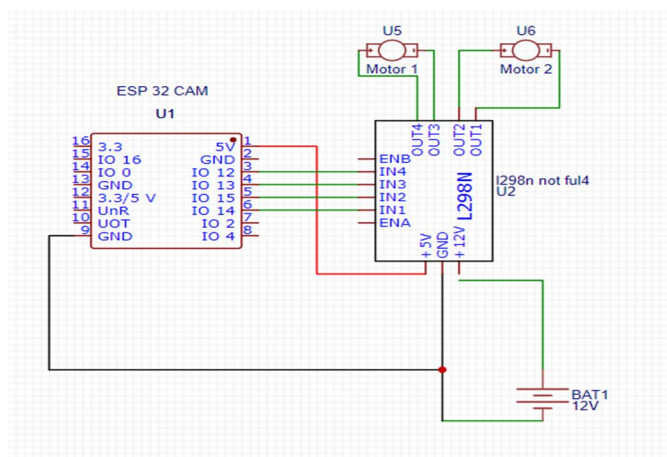 U5
Motor 1
U6
Motor 2
ESP 32 CAM
U1
16 3.3 5V 1
15 IO 16 GND 2
14 IO 0 IO 12 3
13 GND IO 13 4
12 3.3/5 V IO 15 5
11 UnR IO 14 6
10 UOT IO 2 7
9 GND IO 4 8
OUT4
OUT3
OUT2
OUT1
ENB
IN4
IN3
IN2
IN1
ENA
L298N
+ 5V
GND
+ 12V
l298n not ful4
U2
BAT1
12V